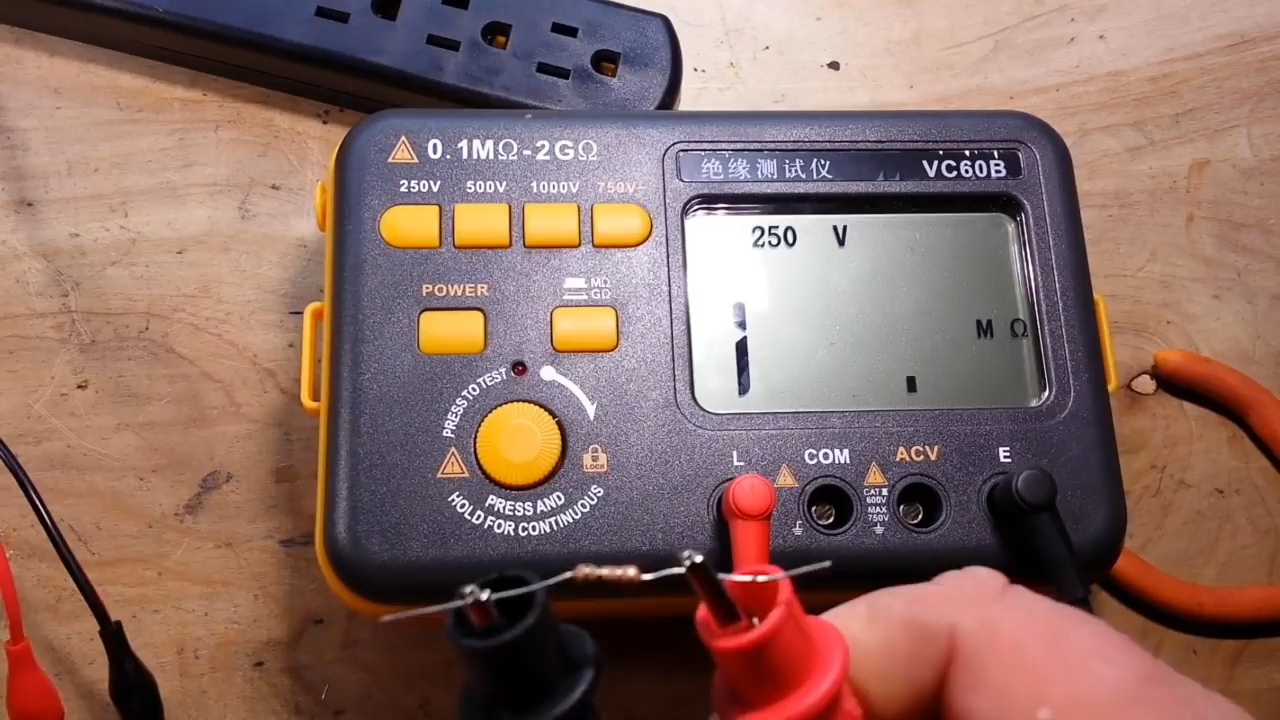 0.1MΩ-2GΩ
250V 500V 1000V 750V~
POWER
MΩ
GΩ
PRESS TO TEST
LOCK
PRESS AND
HOLD FOR CONTINUOUS
绝缘测试仪 VC60B
250 V
1
.
M Ω
L COM ACV E
CAT Ⅲ
600V
MAX
750V